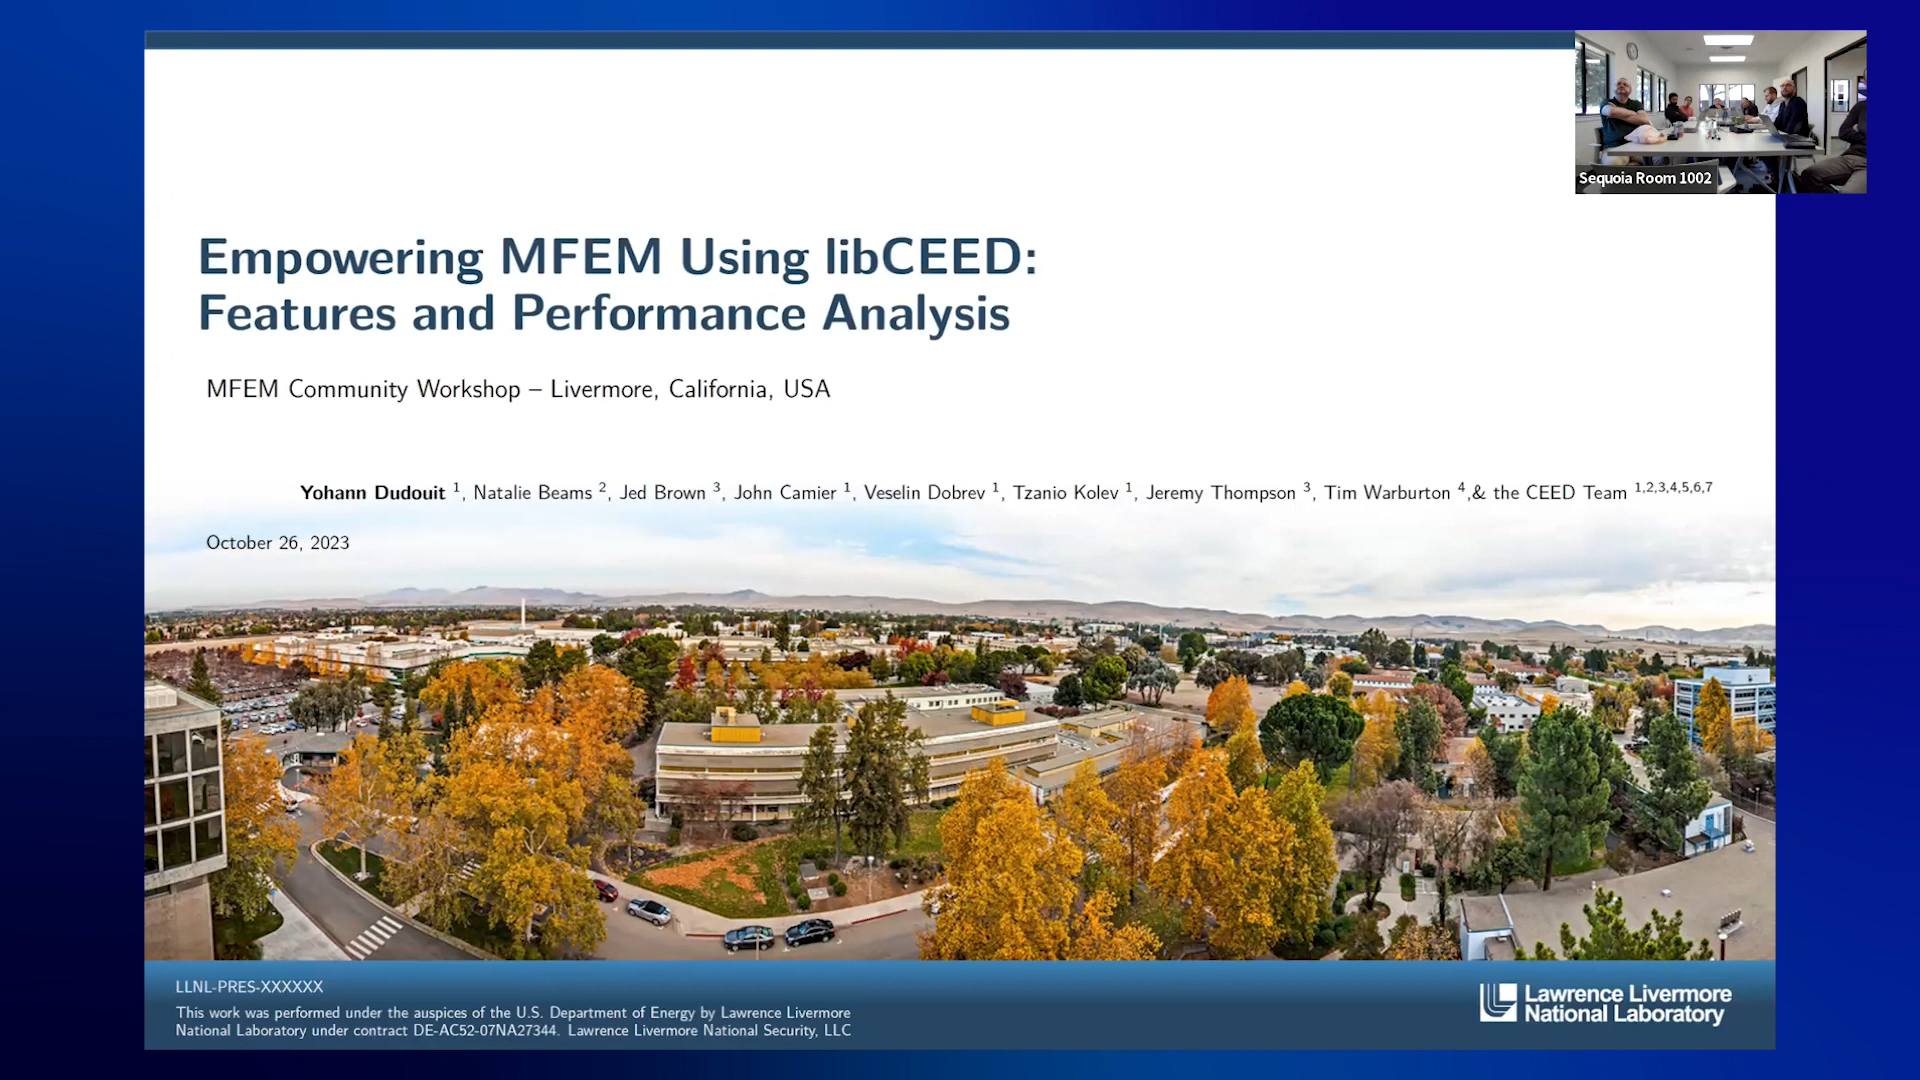 Sequoia Room 1002
Empowering MFEM Using libCEED:
Features and Performance Analysis
MFEM Community Workshop – Livermore, California, USA
Yohann Dudouit 1, Natalie Beams 2, Jed Brown 3, John Camier 1, Veselin Dobrev 1, Tzanio Kolev 1, Jeremy Thompson 3, Tim Warburton 4,& the CEED Team 1,2,3,4,5,6,7
October 26, 2023
LLNL-PRES-XXXXXX
This work was performed under the auspices of the U.S. Department of Energy by Lawrence Livermore
National Laboratory under contract DE-AC52-07NA27344. Lawrence Livermore National Security, LLC
Lawrence Livermore
National Laboratory